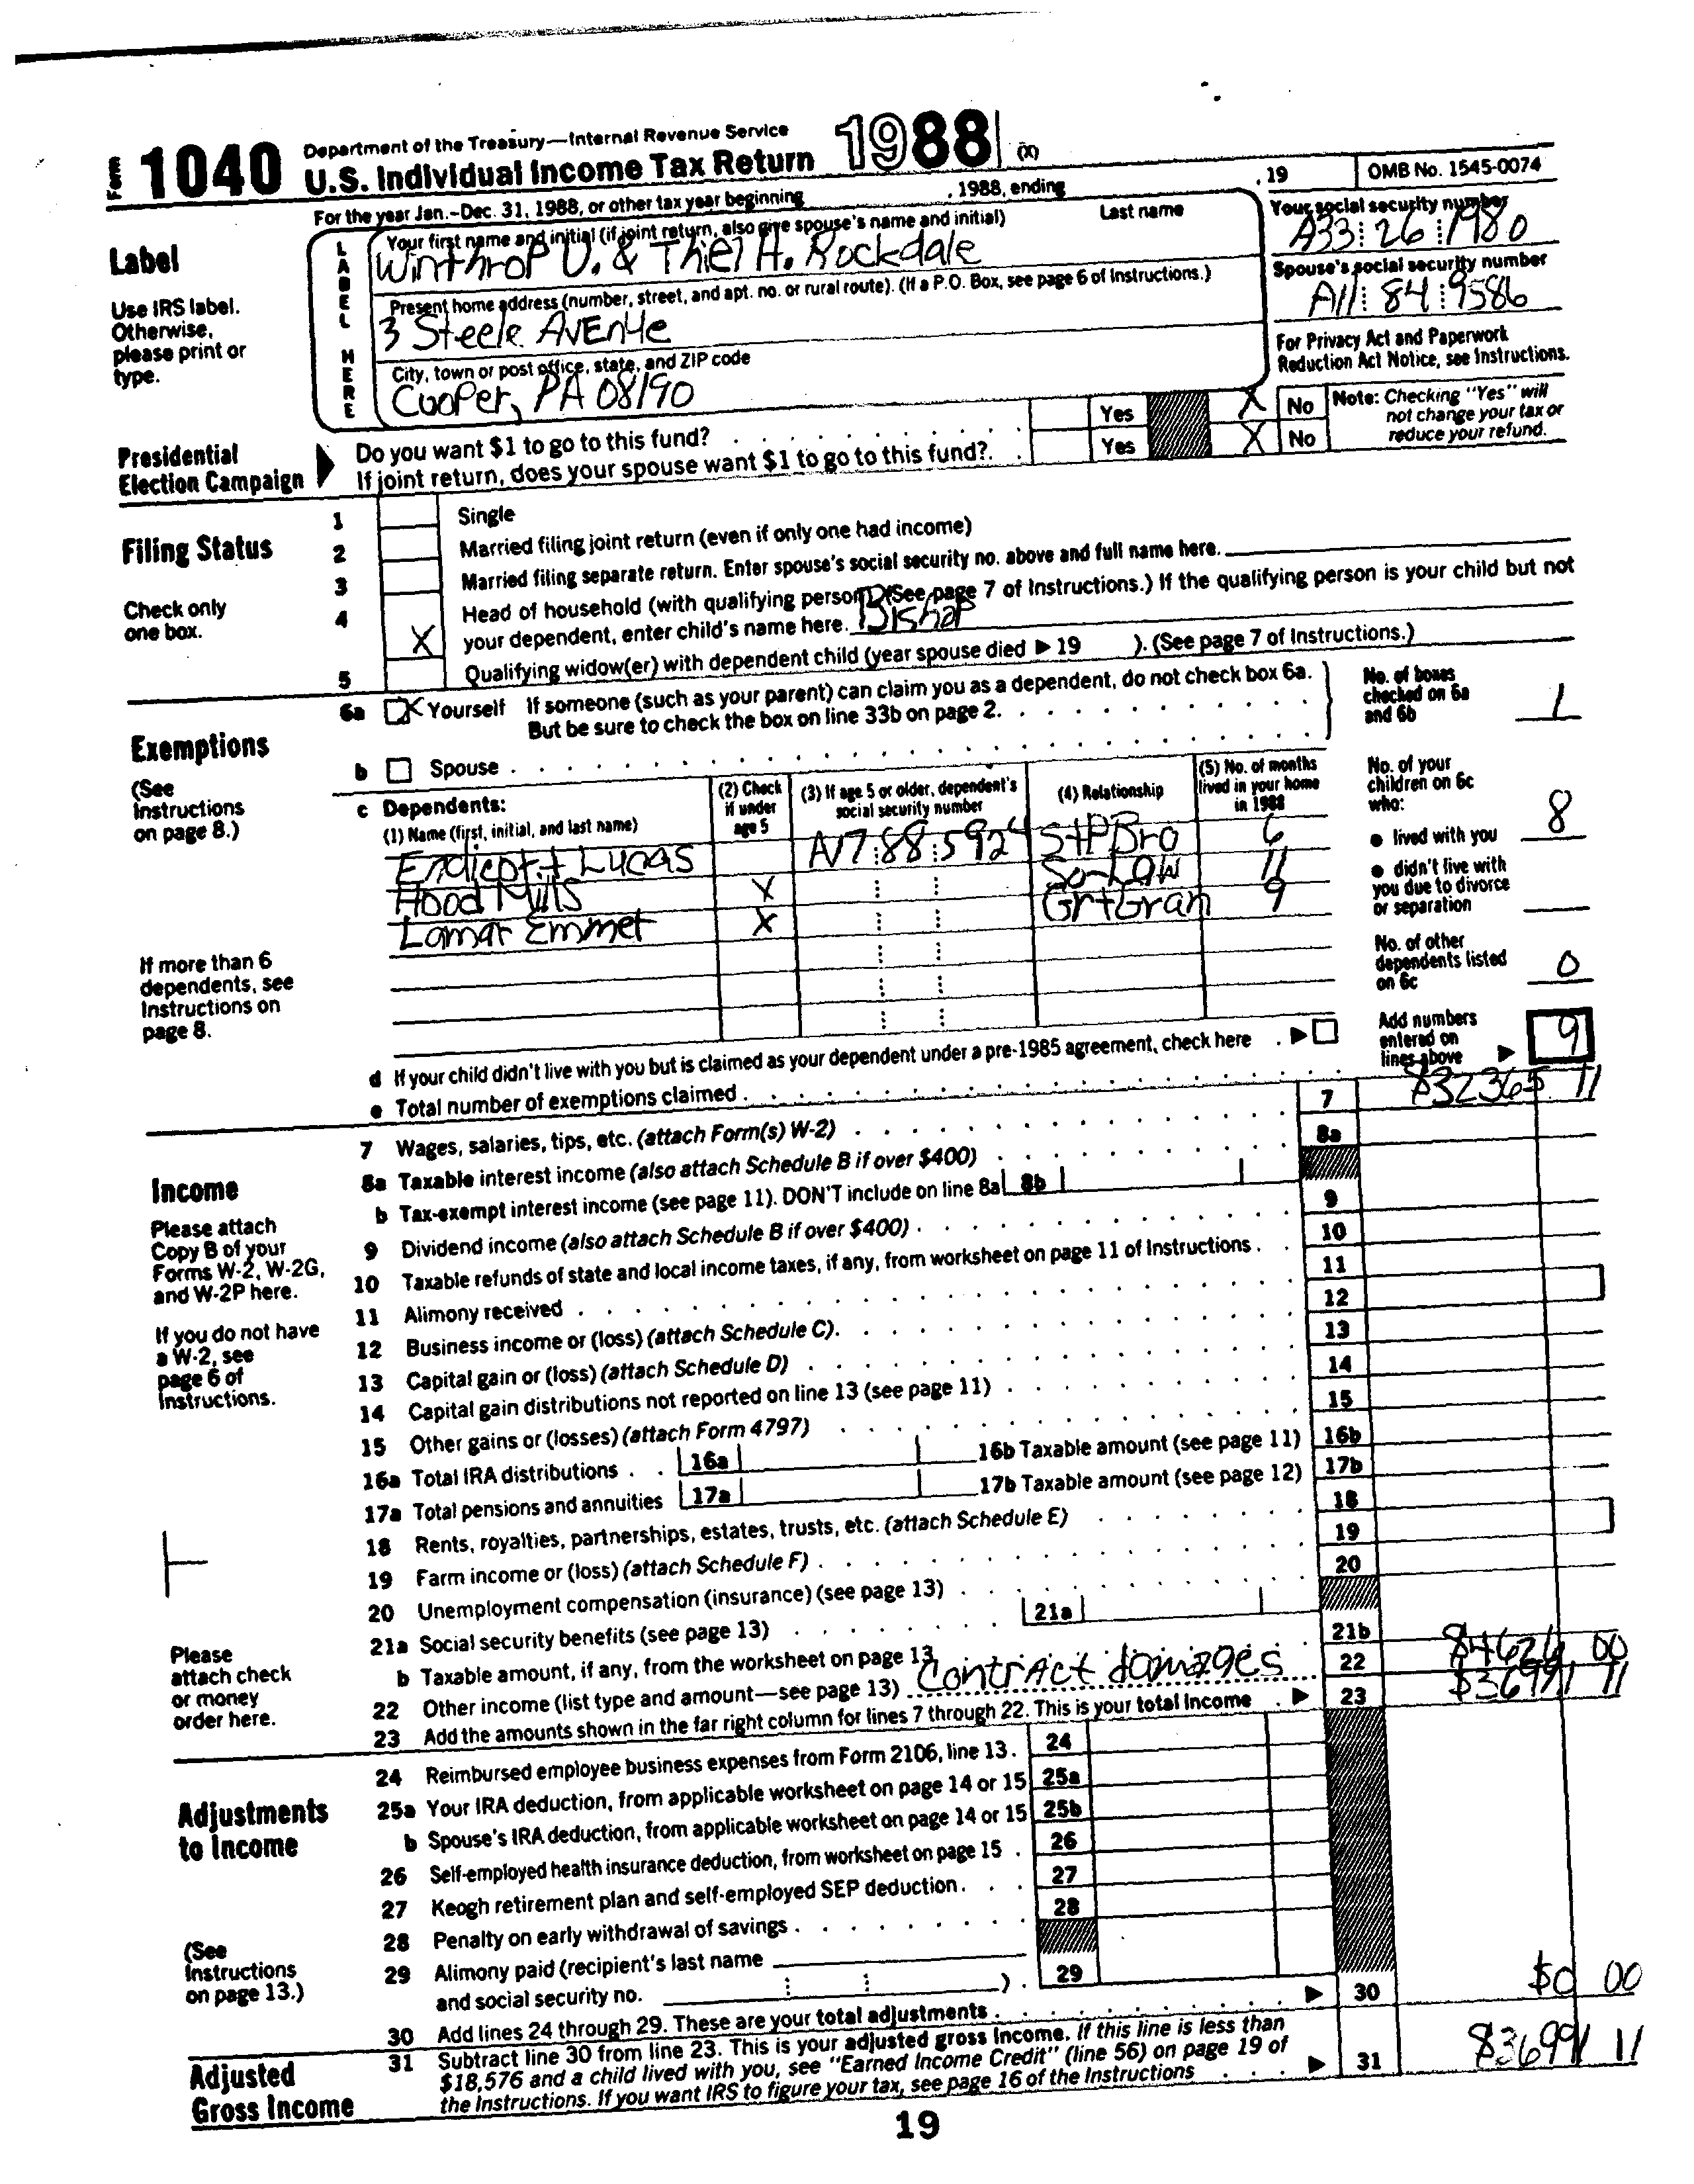 Form 1040 Department of the Treasury—Internal Revenue Service
U.S. Individual Income Tax Return 1988 (X)
For the year Jan.–Dec. 31, 1988, or other tax year beginning , 1988, ending , 19 OMB No. 1545-0074
Label
Use IRS label.
Otherwise,
please print or
type.
LABEL HERE
Your first name and initial (if joint return, also give spouse's name and initial) Last name
Winthrop U. & Thiel H. Rockdale
Your social security number
A33 26 1980
Present home address (number, street, and apt. no. or rural route). (If a P.O. Box, see page 6 of Instructions.)
3 Steele AvEnue
Spouse's social security number
A11 84 9586
City, town or post office, state, and ZIP code
Cooper, PA 08190
For Privacy Act and Paperwork
Reduction Act Notice, see Instructions.
Presidential
Election Campaign
Do you want $1 to go to this fund? Yes X No
If joint return, does your spouse want $1 to go to this fund? Yes X No
Note: Checking "Yes" will
not change your tax or
reduce your refund.
Filing Status
Check only
one box.
1 Single
2 Married filing joint return (even if only one had income)
3 Married filing separate return. Enter spouse's social security no. above and full name here.
4 X Head of household (with qualifying person). (See page 7 of Instructions.) If the qualifying person is your child but not
your dependent, enter child's name here. Bishop
5 Qualifying widow(er) with dependent child (year spouse died ▶ 19 ). (See page 7 of Instructions.)
Exemptions
(See
Instructions
on page 8.)
If more than 6
dependents, see
Instructions on
page 8.
6a X Yourself If someone (such as your parent) can claim you as a dependent, do not check box 6a.
But be sure to check the box on line 33b on page 2.
b Spouse
No. of boxes
checked on 6a
and 6b 1
c Dependents:
(1) Name (first, initial, and last name)
(2) Check
if under
age 5
(3) If age 5 or older, dependent's
social security number
(4) Relationship
(5) No. of months
lived in your home
in 1988
Endicott Lucas A17 88 5924 StPBro 6
Hood Mills X So-LAW 11
Lamar Emmet X GrtGran 9
No. of your
children on 6c
who:
● lived with you 8
● didn't live with
you due to divorce
or separation
No. of other
dependents listed
on 6c 0
d If your child didn't live with you but is claimed as your dependent under a pre-1985 agreement, check here
e Total number of exemptions claimed
Add numbers
entered on
lines above 9
Income
Please attach
Copy B of your
Forms W-2, W-2G,
and W-2P here.
If you do not have
a W-2, see
page 6 of
Instructions.
Please
attach check
or money
order here.
7 Wages, salaries, tips, etc. (attach Form(s) W-2) 7 $32365 11
8a Taxable interest income (also attach Schedule B if over $400) 8a
b Tax-exempt interest income (see page 11). DON'T include on line 8a 8b
9 Dividend income (also attach Schedule B if over $400) 9
10 Taxable refunds of state and local income taxes, if any, from worksheet on page 11 of Instructions 10
11 Alimony received 11
12 Business income or (loss) (attach Schedule C) 12
13 Capital gain or (loss) (attach Schedule D) 13
14 Capital gain distributions not reported on line 13 (see page 11) 14
15 Other gains or (losses) (attach Form 4797) 15
16a Total IRA distributions 16a 16b Taxable amount (see page 11) 16b
17a Total pensions and annuities 17a 17b Taxable amount (see page 12) 17b
18 Rents, royalties, partnerships, estates, trusts, etc. (attach Schedule E) 18
19 Farm income or (loss) (attach Schedule F) 19
20 Unemployment compensation (insurance) (see page 13) 20
21a Social security benefits (see page 13) 21a
b Taxable amount, if any, from the worksheet on page 13 21b
22 Other income (list type and amount—see page 13) Contract damages 22 $4626 00
23 Add the amounts shown in the far right column for lines 7 through 22. This is your total income ▶ 23 $36991 11
Adjustments
to Income
(See
Instructions
on page 13.)
24 Reimbursed employee business expenses from Form 2106, line 13. 24
25a Your IRA deduction, from applicable worksheet on page 14 or 15 25a
b Spouse's IRA deduction, from applicable worksheet on page 14 or 15 25b
26 Self-employed health insurance deduction, from worksheet on page 15 26
27 Keogh retirement plan and self-employed SEP deduction 27
28 Penalty on early withdrawal of savings 28
29 Alimony paid (recipient's last name
and social security no. ) 29
30 Add lines 24 through 29. These are your total adjustments ▶ 30 $0 00
Adjusted
Gross Income
31 Subtract line 30 from line 23. This is your adjusted gross income. If this line is less than
$18,576 and a child lived with you, see "Earned Income Credit" (line 56) on page 19 of
the Instructions. If you want IRS to figure your tax, see page 16 of the Instructions ▶ 31 $36991 11
19